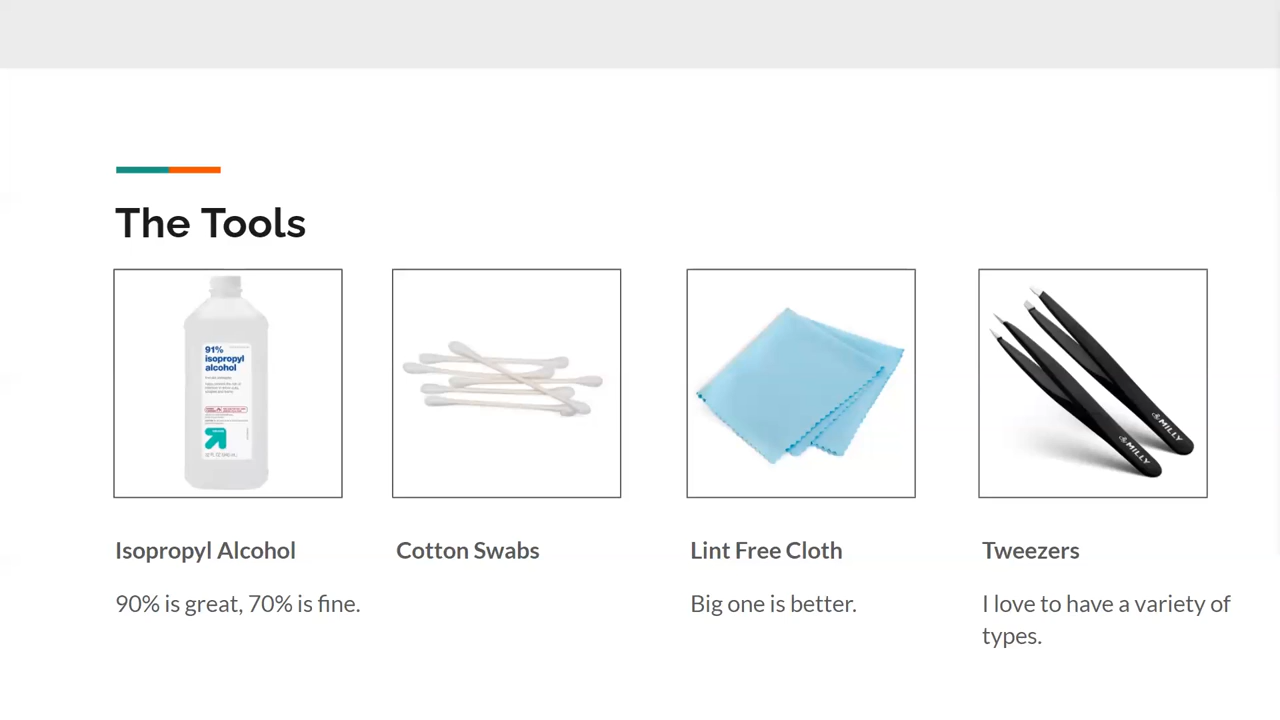 The Tools
91%
isopropyl
alcohol
MILLY
MILLY
Isopropyl Alcohol
Cotton Swabs
Lint Free Cloth
Tweezers
90% is great, 70% is fine.
Big one is better.
I love to have a variety of
types.